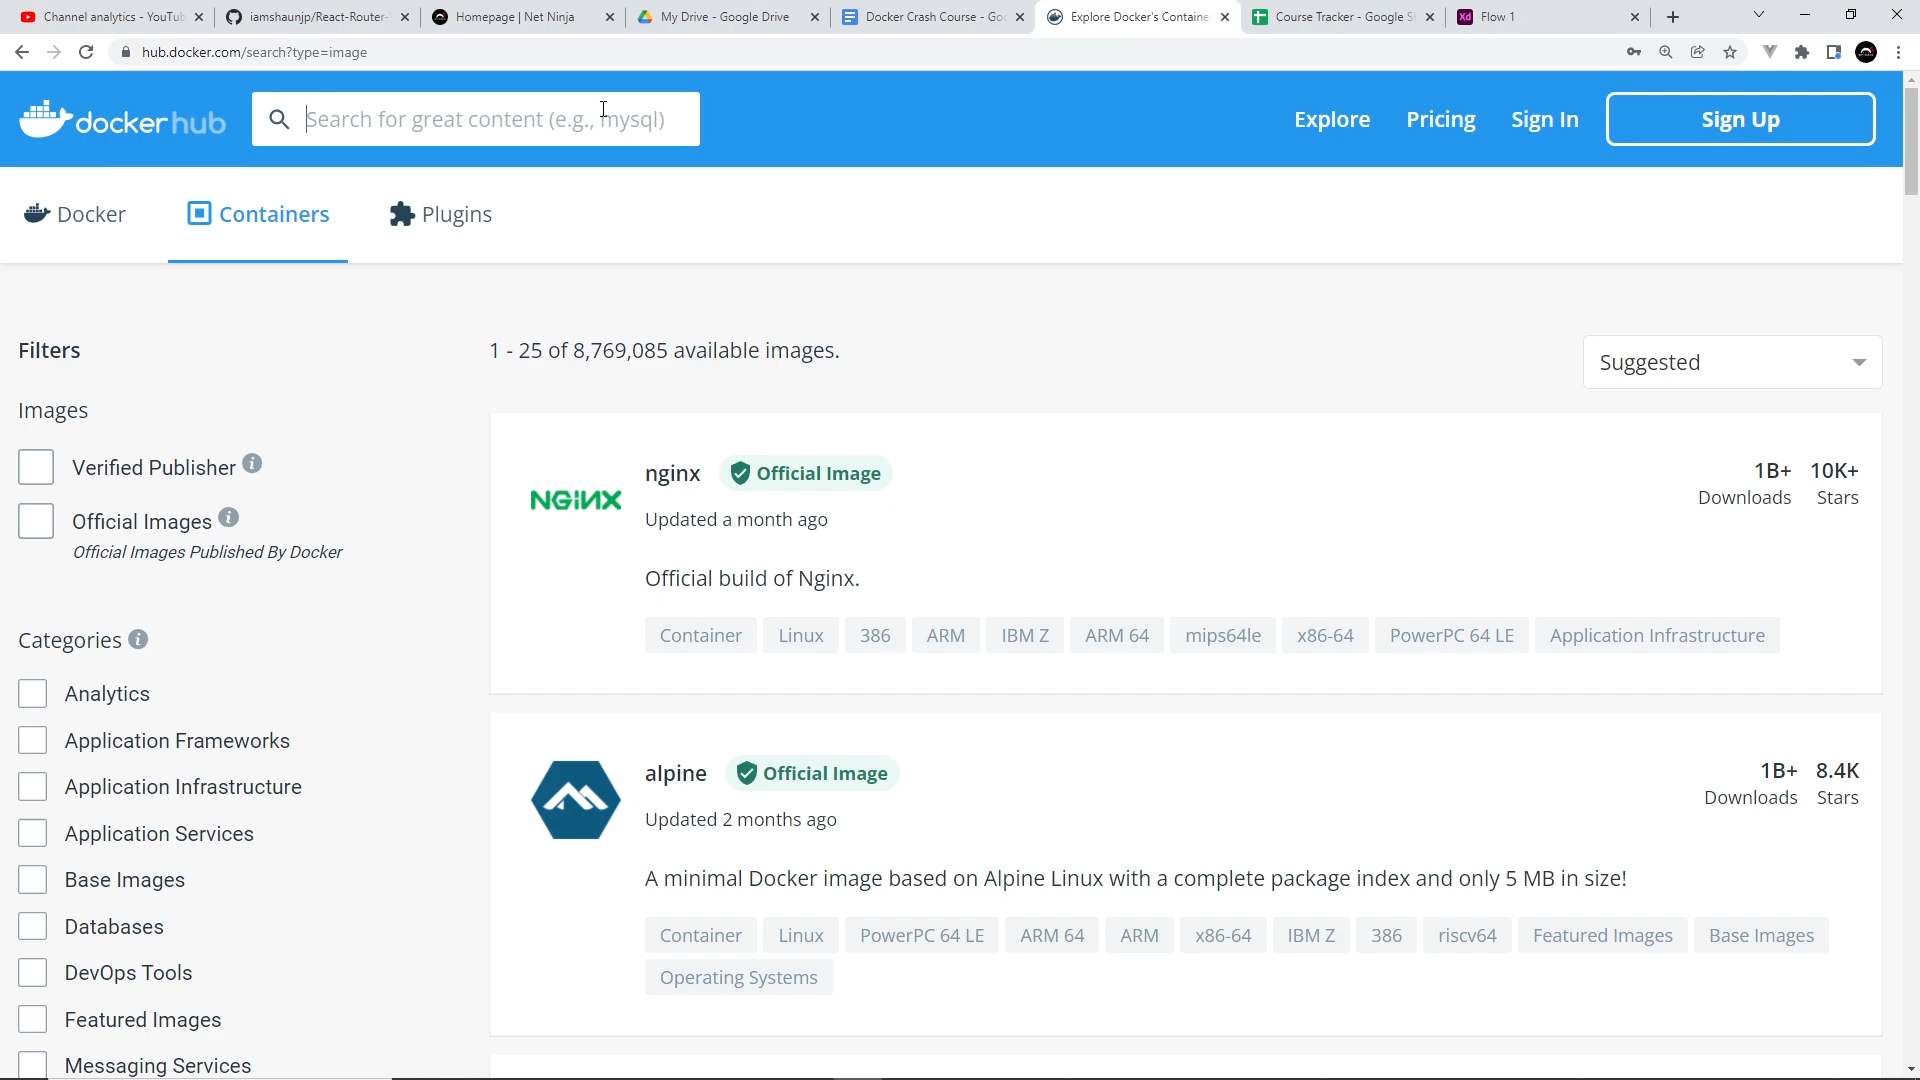 Channel analytics - YouTub
iamshaunjp/React-Router-
Homepage | Net Ninja
My Drive - Google Drive
Docker Crash Course - Goo
Explore Docker's Containe
Course Tracker - Google S
Xd Flow 1
hub.docker.com/search?type=image
dockerhub
Search for great content (e.g., mysql)
Explore
Pricing
Sign In
Sign Up
Docker
Containers
Plugins
Filters
1 - 25 of 8,769,085 available images.
Suggested
Images
Verified Publisher
Official Images
Official Images Published By Docker
Categories
Analytics
Application Frameworks
Application Infrastructure
Application Services
Base Images
Databases
DevOps Tools
Featured Images
Messaging Services
NGINX
nginx
Official Image
1B+ 10K+
Downloads Stars
Updated a month ago
Official build of Nginx.
Container Linux 386 ARM IBM Z ARM 64 mips64le x86-64 PowerPC 64 LE Application Infrastructure
alpine
Official Image
1B+ 8.4K
Downloads Stars
Updated 2 months ago
A minimal Docker image based on Alpine Linux with a complete package index and only 5 MB in size!
Container Linux PowerPC 64 LE ARM 64 ARM x86-64 IBM Z 386 riscv64 Featured Images Base Images
Operating Systems